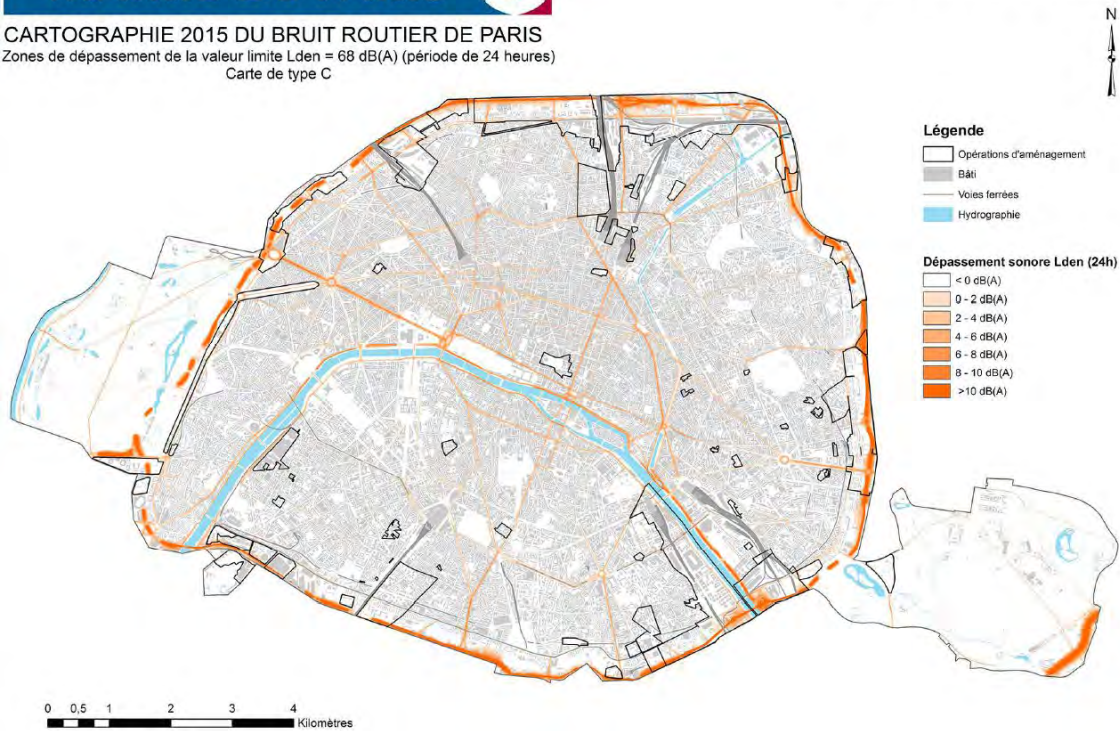 CARTOGRAPHIE 2015 DU BRUIT ROUTIER DE PARIS
Zones de dépassement de la valeur limite Lden = 68 dB(A) (période de 24 heures)
Carte de type C
N
Légende
Opérations d'aménagement
Bâti
Voies ferrées
Hydrographie
Dépassement sonore Lden (24h)
< 0 dB(A)
0 - 2 dB(A)
2 - 4 dB(A)
4 - 6 dB(A)
6 - 8 dB(A)
8 - 10 dB(A)
>10 dB(A)
0 0,5 1 2 3 4
Kilomètres